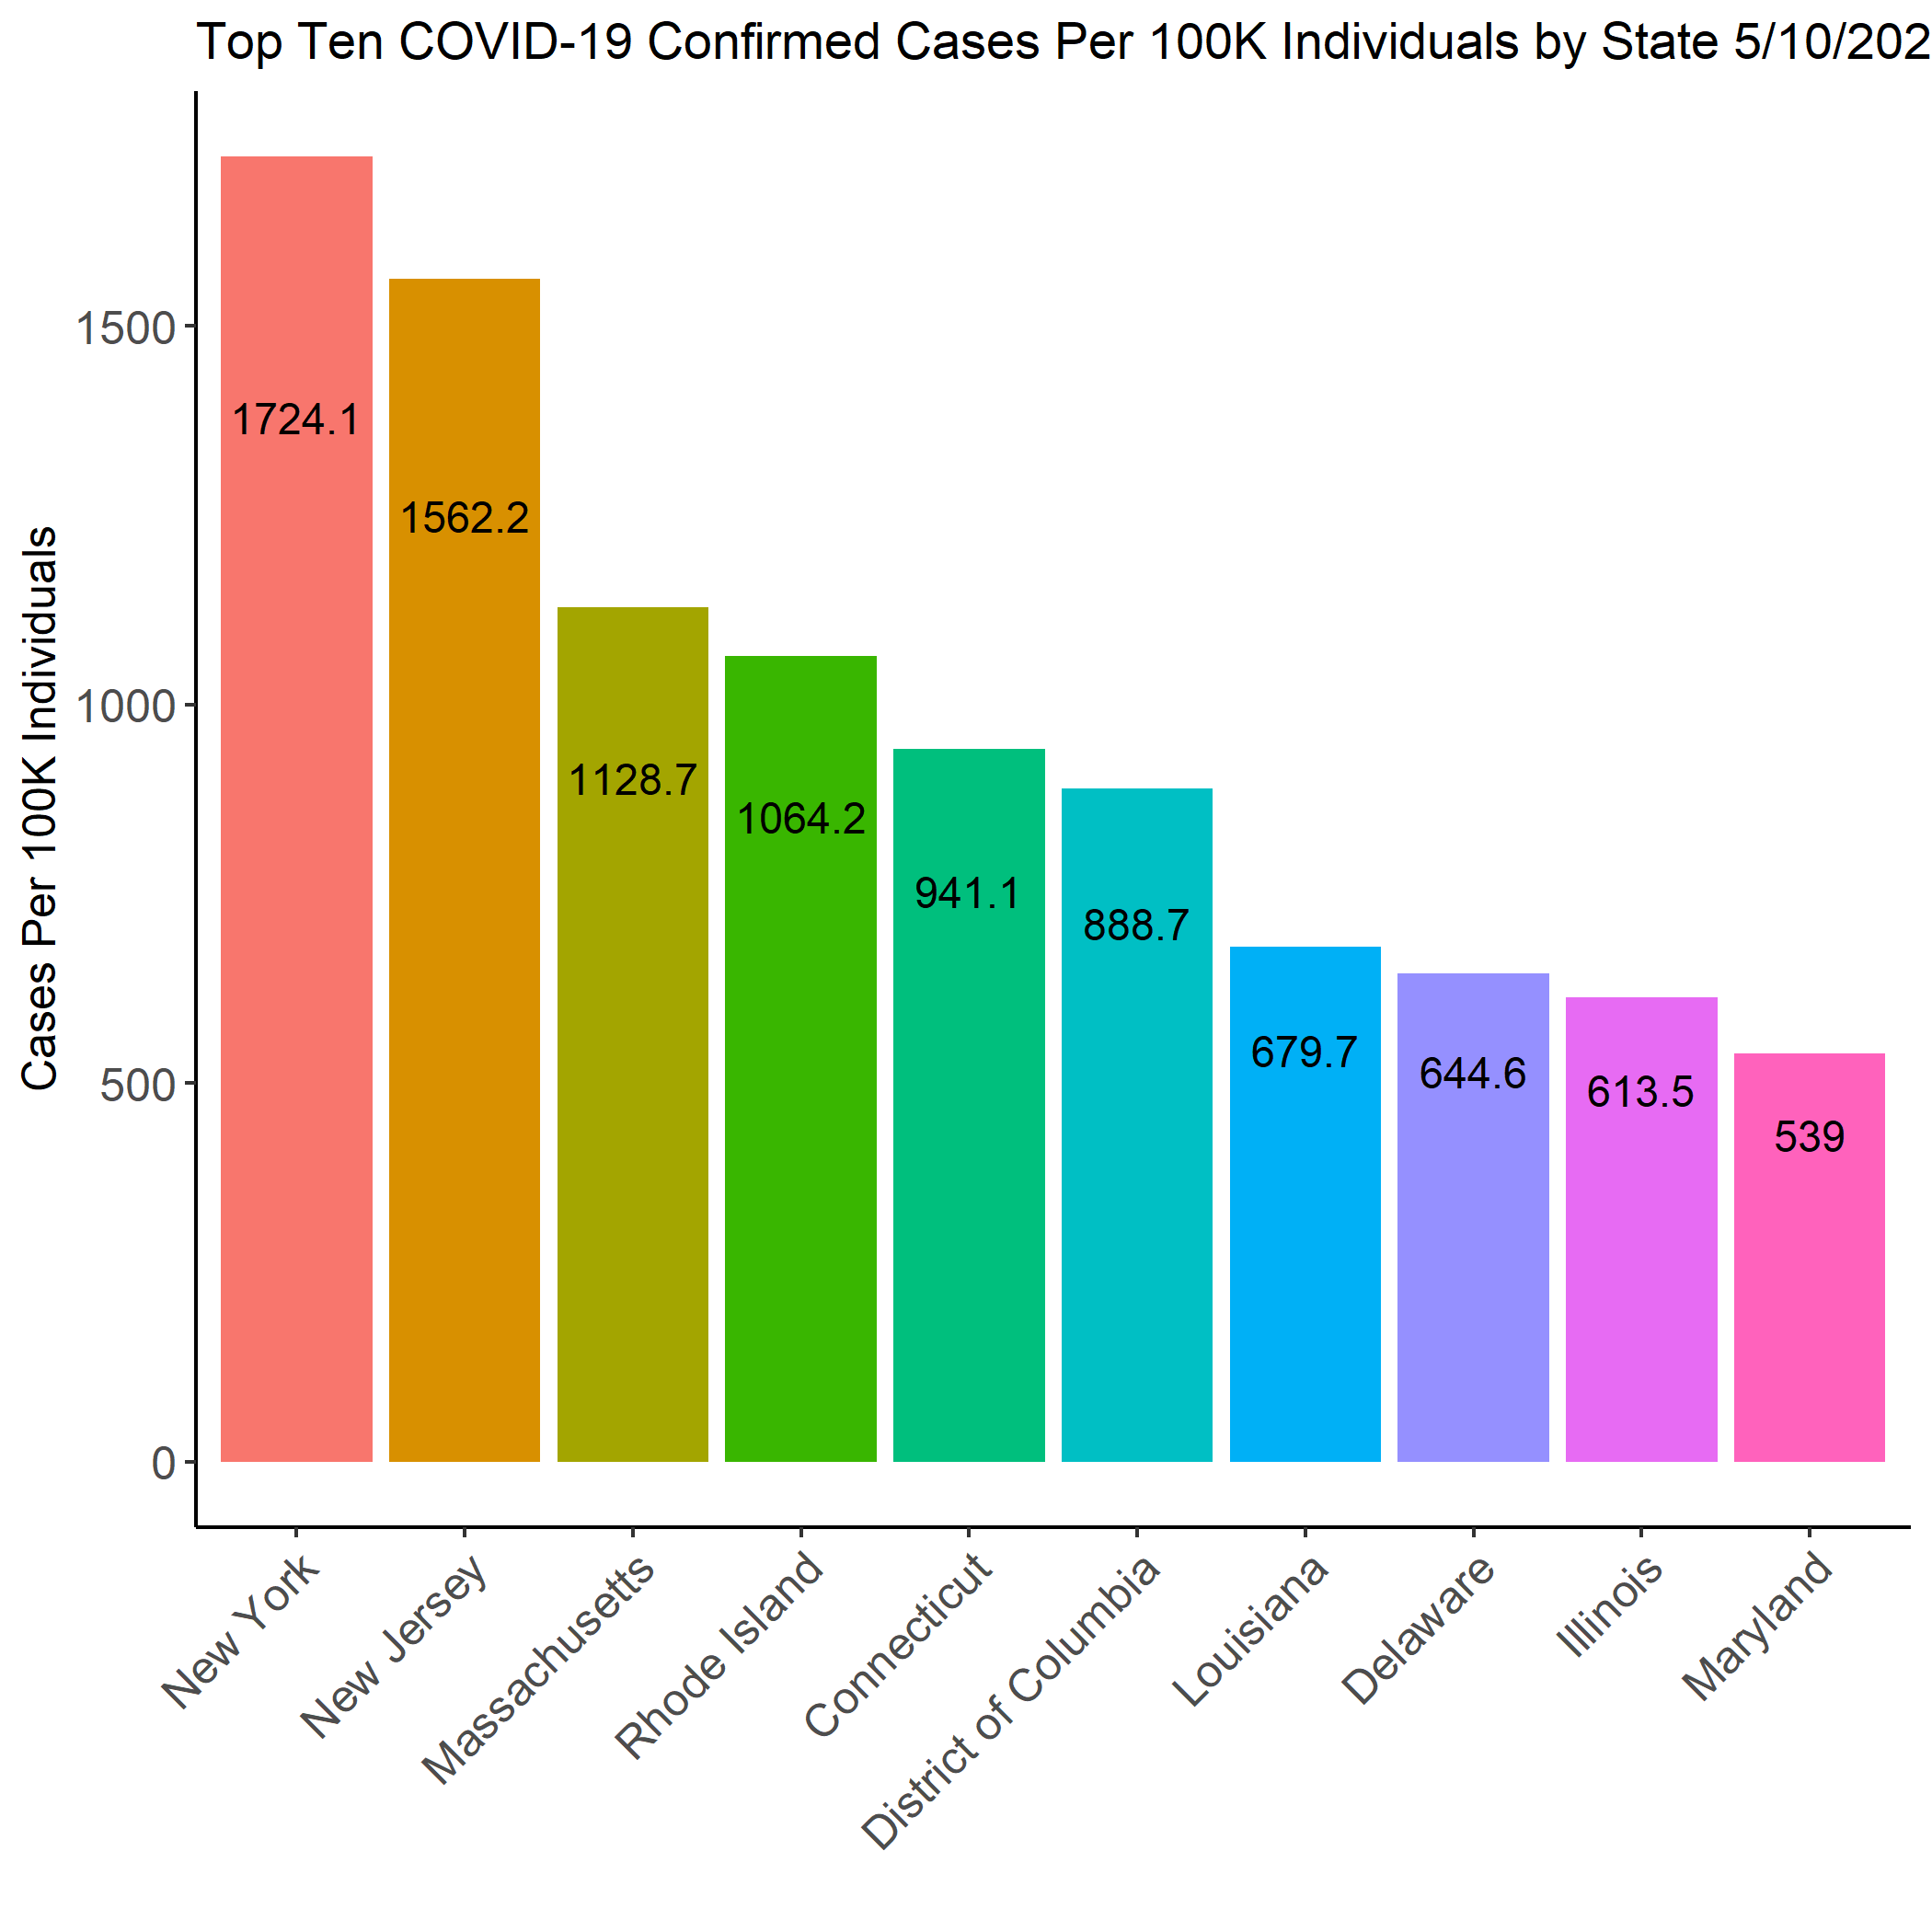 Top Ten COVID-19 Confirmed Cases Per 100K Individuals by State 5/10/202
Cases Per 100K Individuals
1500
1000
500
0
1724.1
1562.2
1128.7
1064.2
941.1
888.7
679.7
644.6
613.5
539
New York
New Jersey
Massachusetts
Rhode Island
Connecticut
District of Columbia
Louisiana
Delaware
Illinois
Maryland